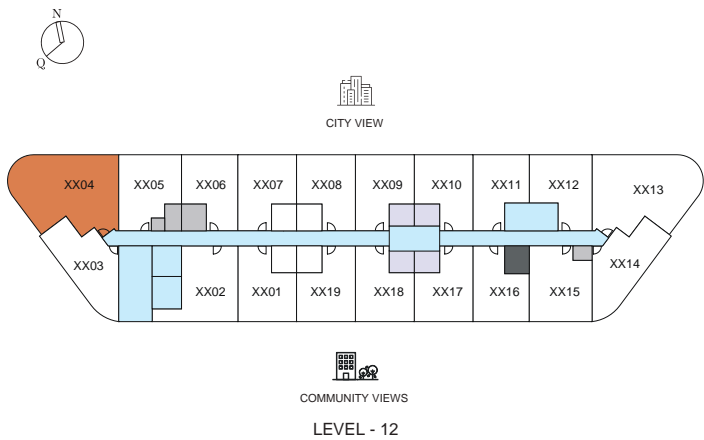 N
Q
CITY VIEW
XX04
XX05
XX06
XX07
XX08
XX09
XX10
XX11
XX12
XX13
XX03
XX02
XX01
XX19
XX18
XX17
XX16
XX15
XX14
COMMUNITY VIEWS
LEVEL - 12